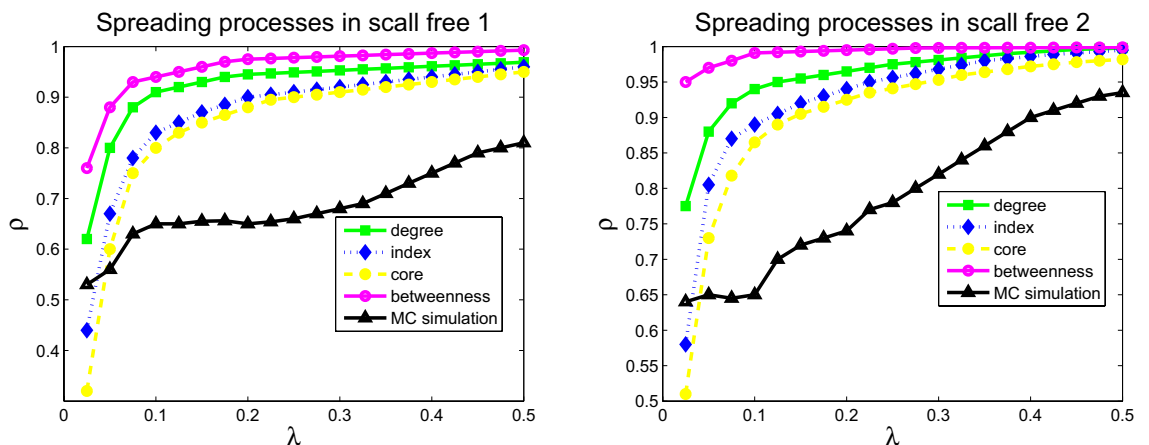 Spreading processes in scall free 1
1
0.9
0.8
0.7
0.6
0.5
0.4
ρ
0
0.1
0.2
0.3
0.4
0.5
λ
degree
index
core
betweenness
MC simulation
Spreading processes in scall free 2
1
0.95
0.9
0.85
0.8
0.75
0.7
0.65
0.6
0.55
0.5
ρ
0
0.1
0.2
0.3
0.4
0.5
λ
degree
index
core
betweenness
MC simulation